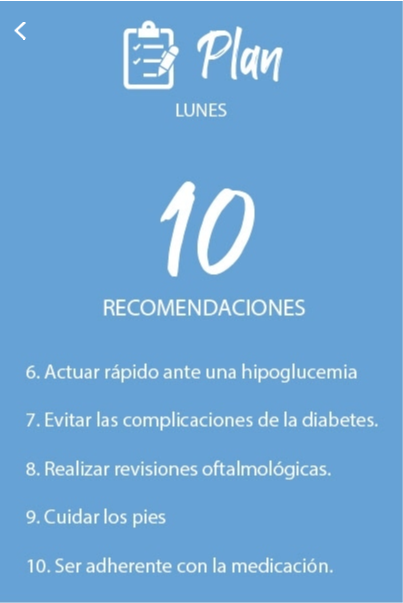 Plan
LUNES
10
RECOMENDACIONES
6. Actuar rápido ante una hipoglucemia
7. Evitar las complicaciones de la diabetes.
8. Realizar revisiones oftalmológicas.
9. Cuidar los pies
10. Ser adherente con la medicación.